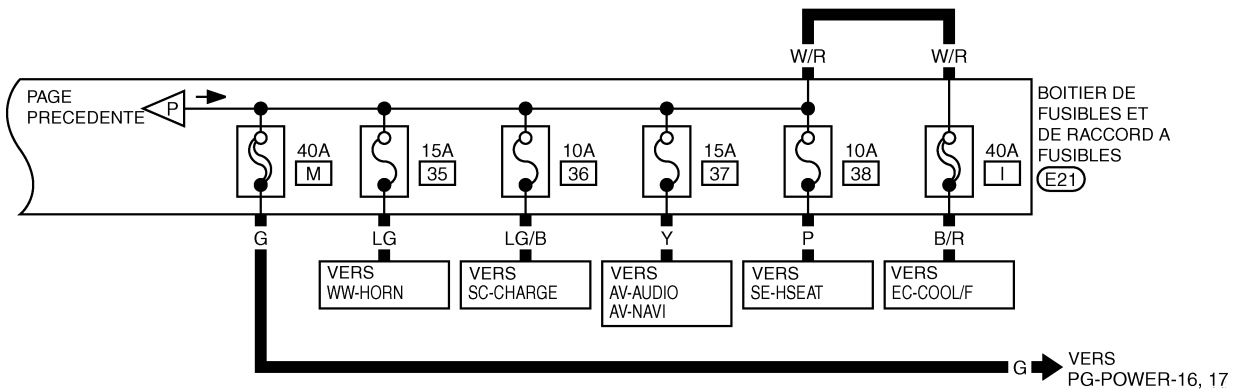 W/R W/R
PAGE
PRECEDENTE
P
BOITIER DE
FUSIBLES ET
DE RACCORD A
FUSIBLES
E21
40A
M
15A
35
10A
36
15A
37
10A
38
40A
I
G LG LG/B Y P B/R
VERS
WW-HORN
VERS
SC-CHARGE
VERS
AV-AUDIO
AV-NAVI
VERS
SE-HSEAT
VERS
EC-COOL/F
G
VERS
PG-POWER-16, 17